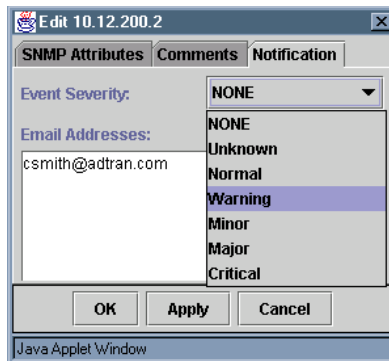 Edit 10.12.200.2
SNMP Attributes Comments Notification
Event Severity: NONE
NONE
Email Addresses:
Unknown
csmith@adtran.com
Normal
Warning
Minor
Major
Critical
OK Apply Cancel
Java Applet Window